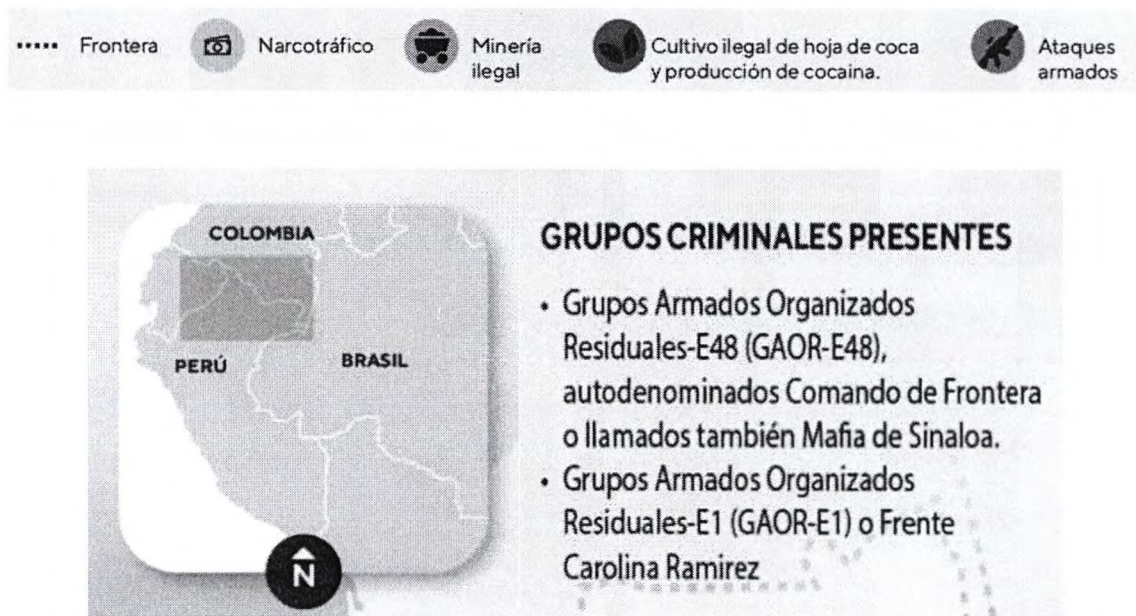 Frontera
Narcotráfico
Minería
ilegal
Cultivo ilegal de hoja de coca
y producción de cocaina.
Ataques
armados
COLOMBIA
PERÚ
BRASIL
N
GRUPOS CRIMINALES PRESENTES
• Grupos Armados Organizados
Residuales-E48 (GAOR-E48),
autodenominados Comando de Frontera
o llamados también Mafia de Sinaloa.
• Grupos Armados Organizados
Residuales-E1 (GAOR-E1) o Frente
Carolina Ramirez